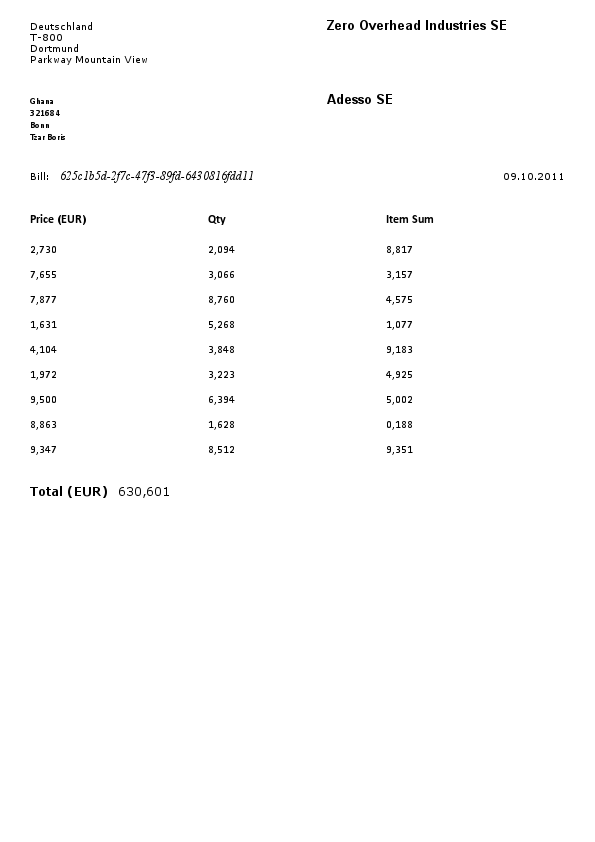 Deutschland
T-800
Dortmund
Parkway Mountain View
Zero Overhead Industries SE
Ghana
321684
Bonn
Tzar Boris
Adesso SE
Bill: 625c1b5d-2f7c-47f3-89fd-6430816fdd11 09.10.2011
Price (EUR) Qty Item Sum
2,730 2,094 8,817
7,655 3,066 3,157
7,877 8,760 4,575
1,631 5,268 1,077
4,104 3,848 9,183
1,972 3,223 4,925
9,500 6,394 5,002
8,863 1,628 0,188
9,347 8,512 9,351
Total (EUR) 630,601